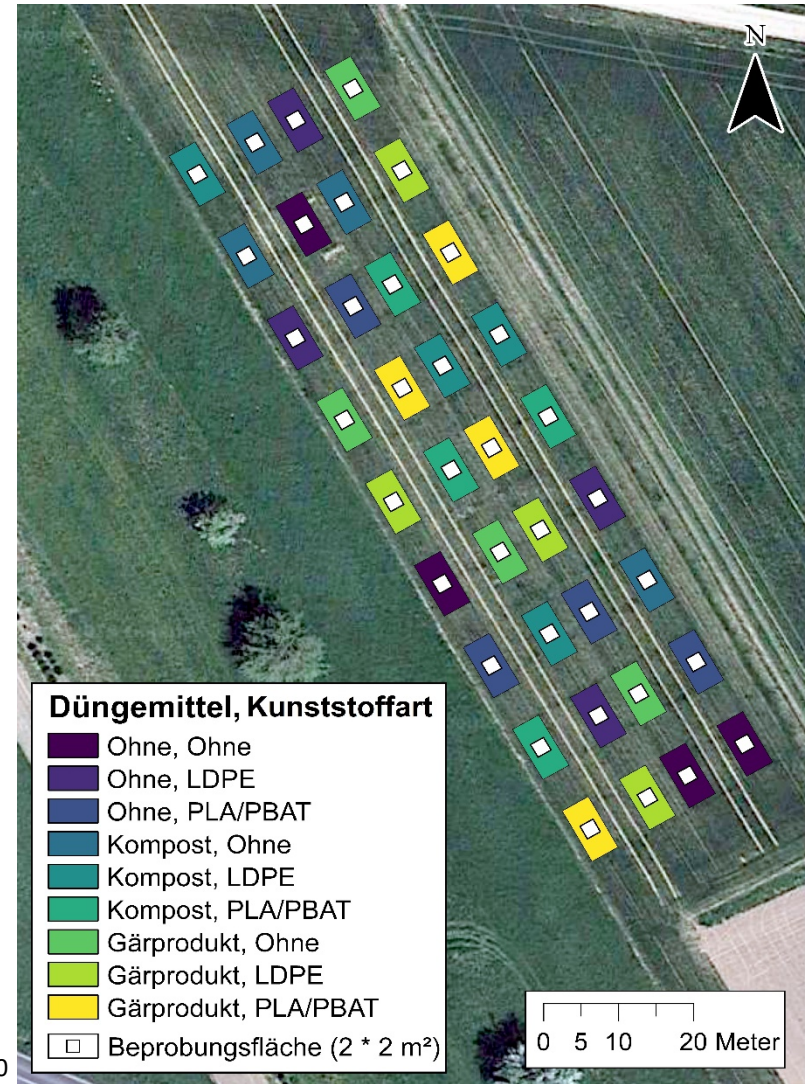 N
Düngemittel, Kunststoffart
Ohne, Ohne
Ohne, LDPE
Ohne, PLA/PBAT
Kompost, Ohne
Kompost, LDPE
Kompost, PLA/PBAT
Gärprodukt, Ohne
Gärprodukt, LDPE
Gärprodukt, PLA/PBAT
Beprobungsfläche (2 * 2 m²)
0 5 10 20 Meter
0